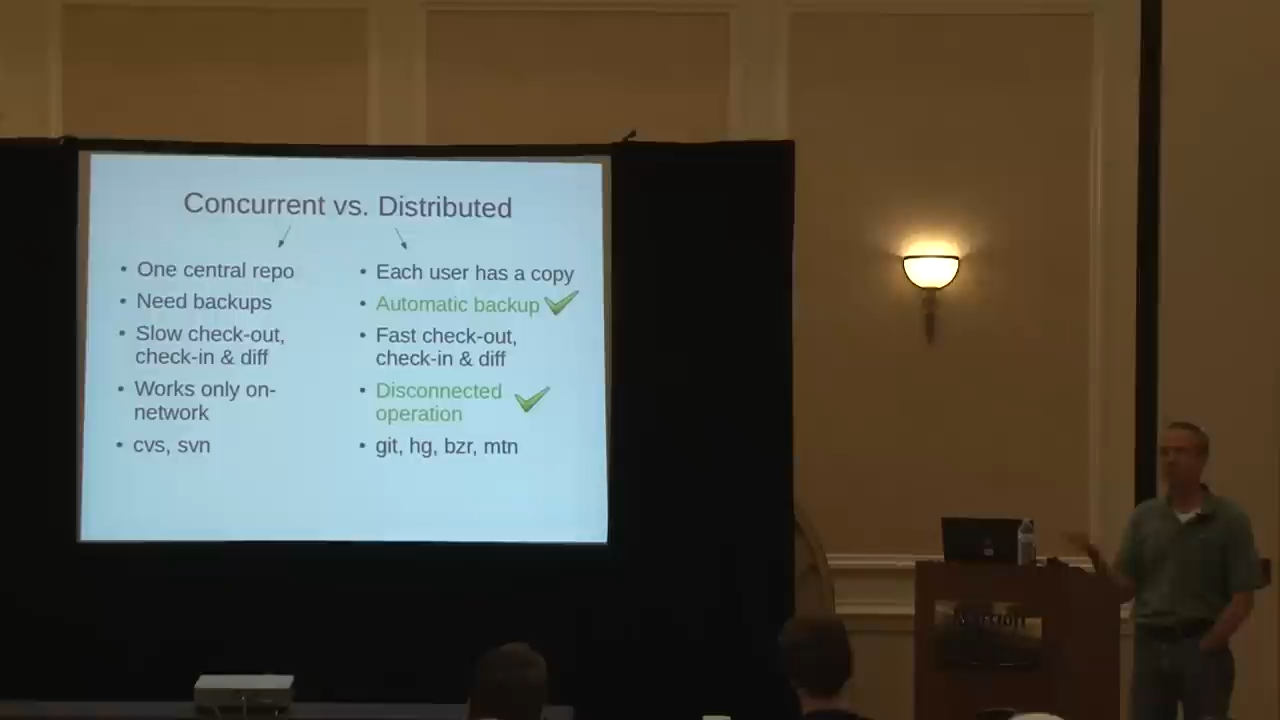 Concurrent vs. Distributed
• One central repo
• Need backups
• Slow check-out,
check-in & diff
• Works only on-
network
• cvs, svn
• Each user has a copy
• Automatic backup
• Fast check-out,
check-in & diff
• Disconnected
operation
• git, hg, bzr, mtn